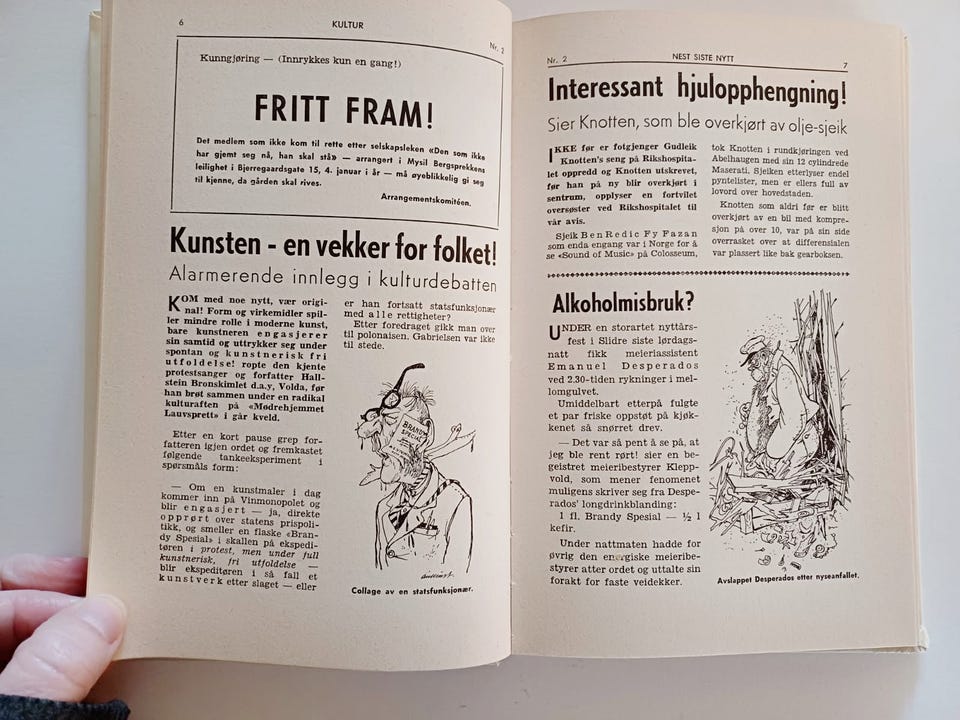 6
KULTUR
Nr. 2
Kunngjøring — (Innrykkes kun en gang!)
FRITT FRAM!
Det medlem som ikke kom til rette etter selskapsleken «Den som ikke
har gjemt seg nå, han skal stå» — arrangert i Mysil Bergsprekkens
leilighet i Bjerregaardsgate 15, 4. januar i år — må øyeblikkelig gi seg
til kjenne, da gården skal rives.
Arrangementskomitéen.
Kunsten - en vekker for folket!
Alarmerende innlegg i kulturdebatten
KOM med noe nytt, vær origi-
nal! Form og virkemidler spil-
ler mindre rolle i moderne kunst,
bare kunstneren engasjerer
sin samtid og uttrykker seg under
spontan og kunstnerisk fri
utfoldelse! ropte den kjente
protestsanger og forfatter Hall-
stein Bronskimlet d.a.y, Volda, før
han brøt sammen under en radikal
kulturaften på «Mødrehjemmet
Lauvsprett» i går kveld.
Etter en kort pause grep for-
fatteren igjen ordet og fremkastet
følgende tankeeksperiment i
spørsmåls form:
— Om en kunstmaler i dag
kommer inn på Vinmonopolet og
blir engasjert — ja, direkte
opprørt over statens prispoli-
tikk, og smeller en flaske «Bran-
dy Spesial» i skallen på ekspedi-
tøren i protest, men under full
kunstnerisk, fri utfoldelse —
blir ekspeditøren i så fall et
kunstverk etter slaget — eller
er han fortsatt statsfunksjonær
med alle rettigheter?
Etter foredraget gikk man over
til polonaisen. Gabrielsen var ikke
til stede.
BRANDY
SPECIAL
Collage av en statsfunksjonær.
Nr. 2
NEST SISTE NYTT
7
Interessant hjulopphengning!
Sier Knotten, som ble overkjørt av olje-sjeik
IKKE før er fotgjenger Gudleik
Knotten's seng på Rikshospita-
let oppredd og Knotten utskrevet,
før han på ny blir overkjørt i
sentrum, opplyser en fortvilet
oversøster ved Rikshospitalet til
vår avis.
Sjeik BenRedic Fy Fazan
som enda engang var i Norge for å
se «Sound of Music» på Colosseum,
tok Knotten i rundkjøringen ved
Abelhaugen med sin 12 cylindrede
Maserati. Sjeiken etterlyser endel
pyntelister, men er ellers full av
lovord over hovedstaden.
Knotten som aldri før er blitt
overkjørt av en bil med kompre-
sjon på over 10, var på sin side
overrasket over at differensialen
var plassert like bak gearboksen.
Alkoholmisbruk?
UNDER en storartet nyttårs-
fest i Slidre siste lørdags-
natt fikk meieriassistent
Emanuel Desperados
ved 2.30-tiden rykninger i mel-
lomgulvet.
Umiddelbart etterpå fulgte
et par friske oppstøt på kjøk-
kenet så snørret drev.
— Det var så pent å se på, at
jeg ble rent rørt! sier en be-
geistret meieribestyrer Klepp-
vold, som mener fenomenet
muligens skriver seg fra Despe-
rados' longdrinkblanding:
1 fl. Brandy Spesial — ½ l
kefir.
Under nattmaten hadde for
øvrig den energiske meieribe-
styrer atter ordet og uttalte sin
forakt for faste veidekker.
Avslappet Desperados etter nyseanfallet.